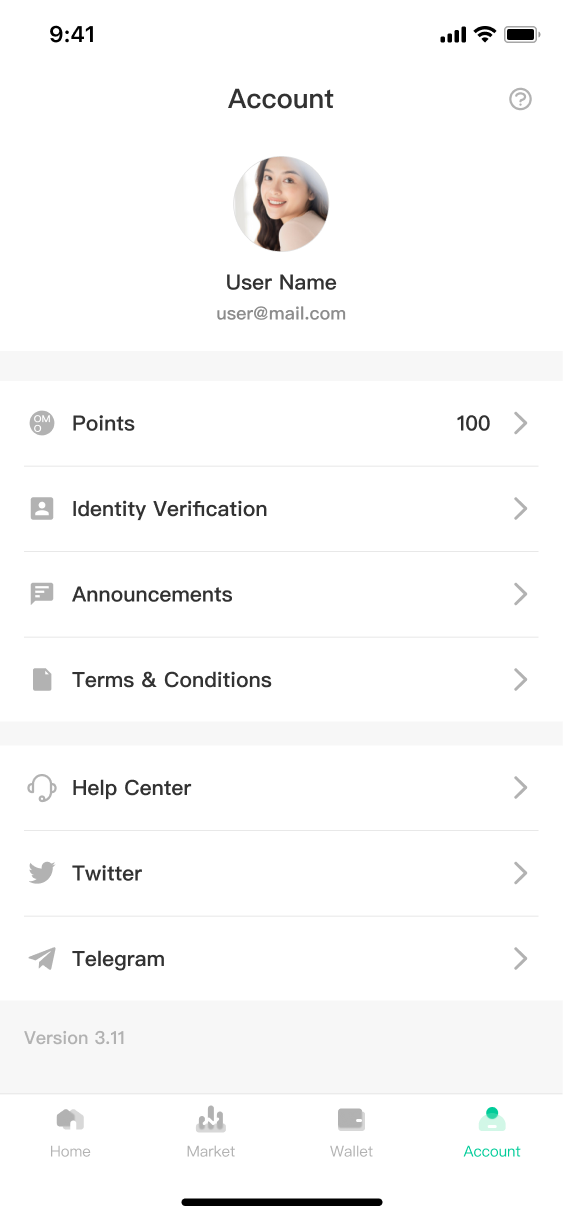 9:41
Account
User Name
user@mail.com
OM
O
Points 100
Identity Verification
Announcements
Terms & Conditions
Help Center
Twitter
Telegram
Version 3.11
Home Market Wallet Account